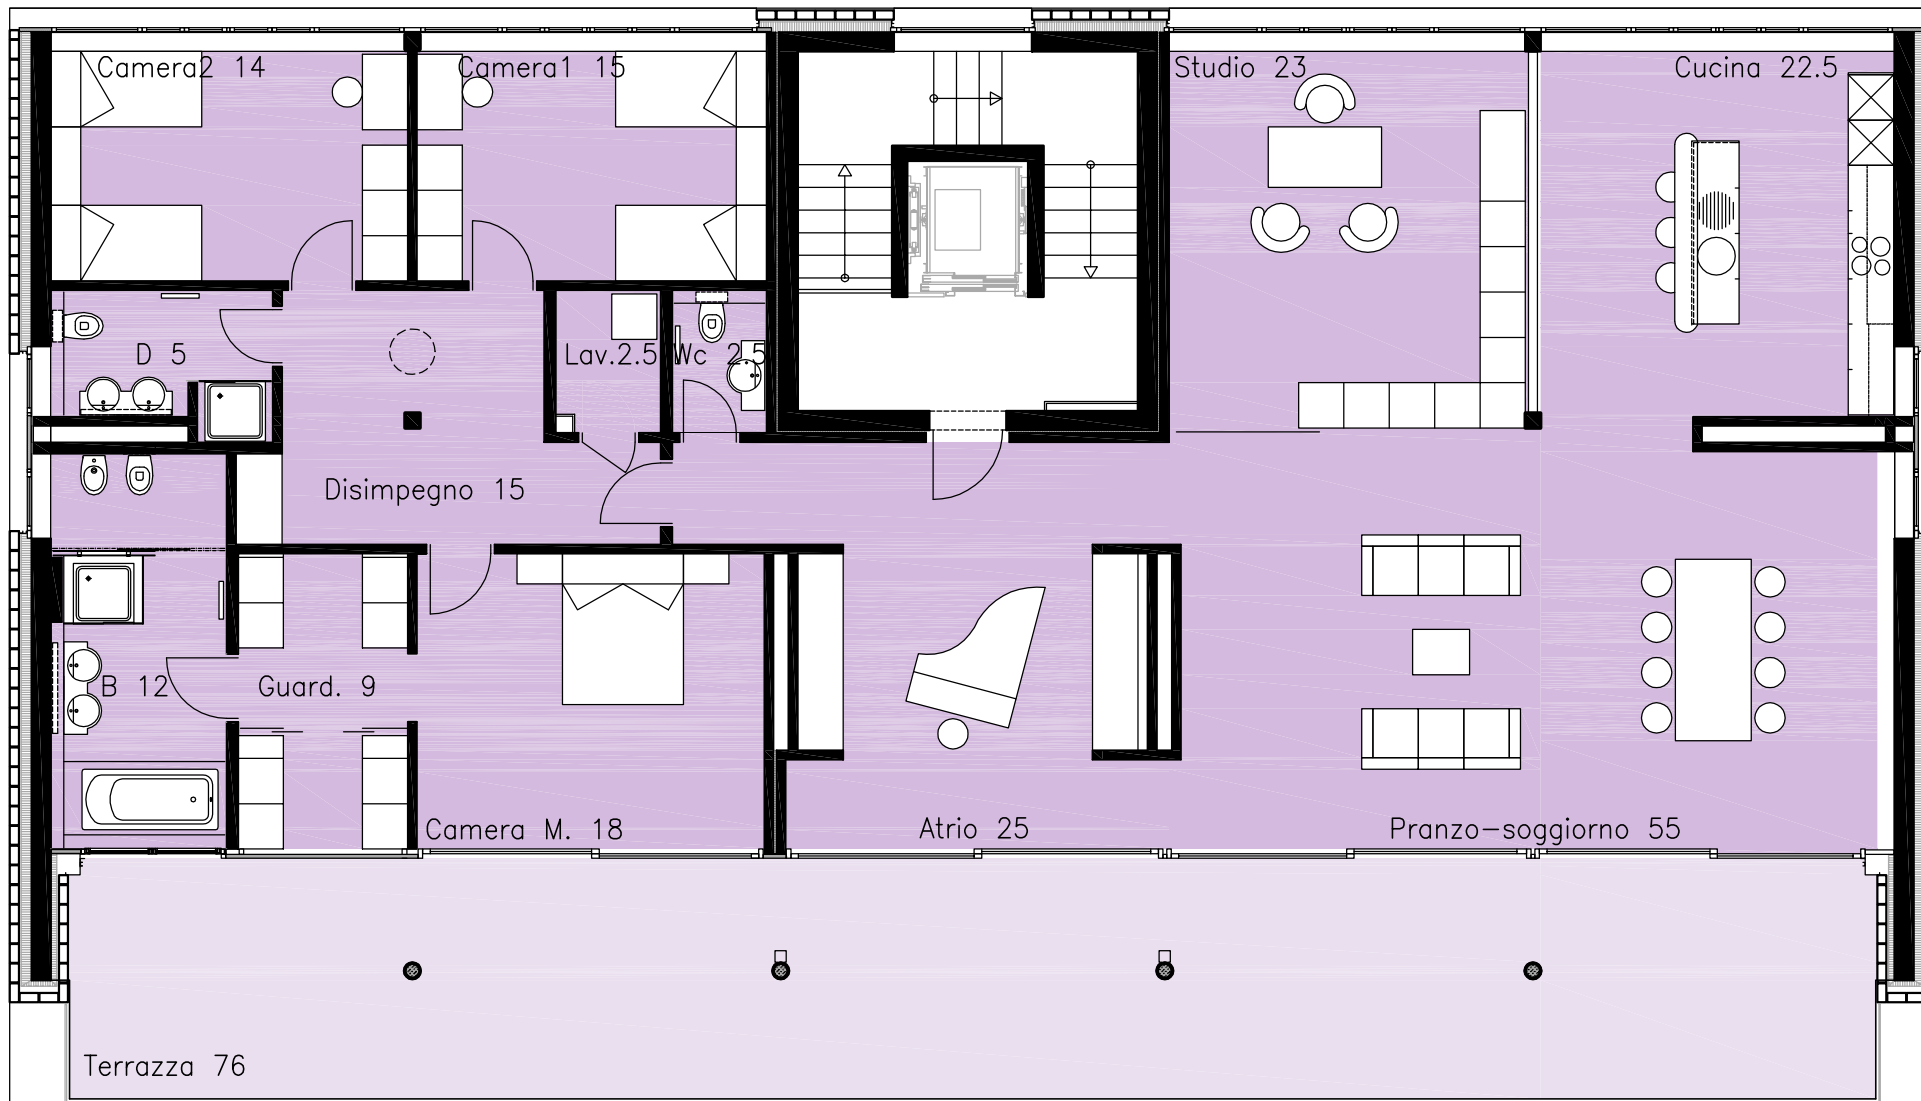 Camera2 14
Camera1 15
Studio 23
Cucina 22.5
D 5
Lav.2.5
Wc 2.5
Disimpegno 15
B 12
Guard. 9
Camera M. 18
Atrio 25
Pranzo-soggiorno 55
Terrazza 76